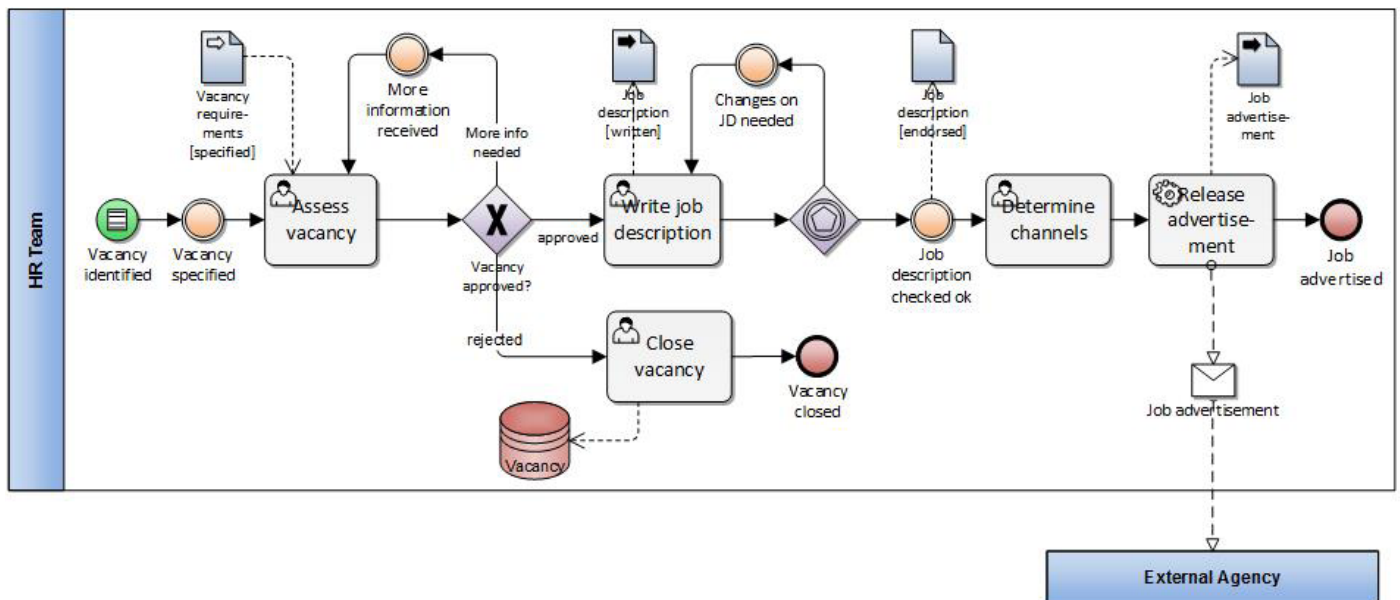 HR Team
Vacancy
require-
ments
[specified]
More
information
received
More info
needed
Job
description
[written]
Changes on
JD needed
Job
description
[endorsed]
Job
advertise-
ment
Vacancy
identified
Vacancy
specified
Assess
vacancy
X
Vacancy
approved?
approved
Write job
description
Job
description
checked ok
Determine
channels
Release
advertise-
ment
Job
advertised
rejected
Close
vacancy
Vacancy
closed
Vacancy
Job advertisement
External Agency